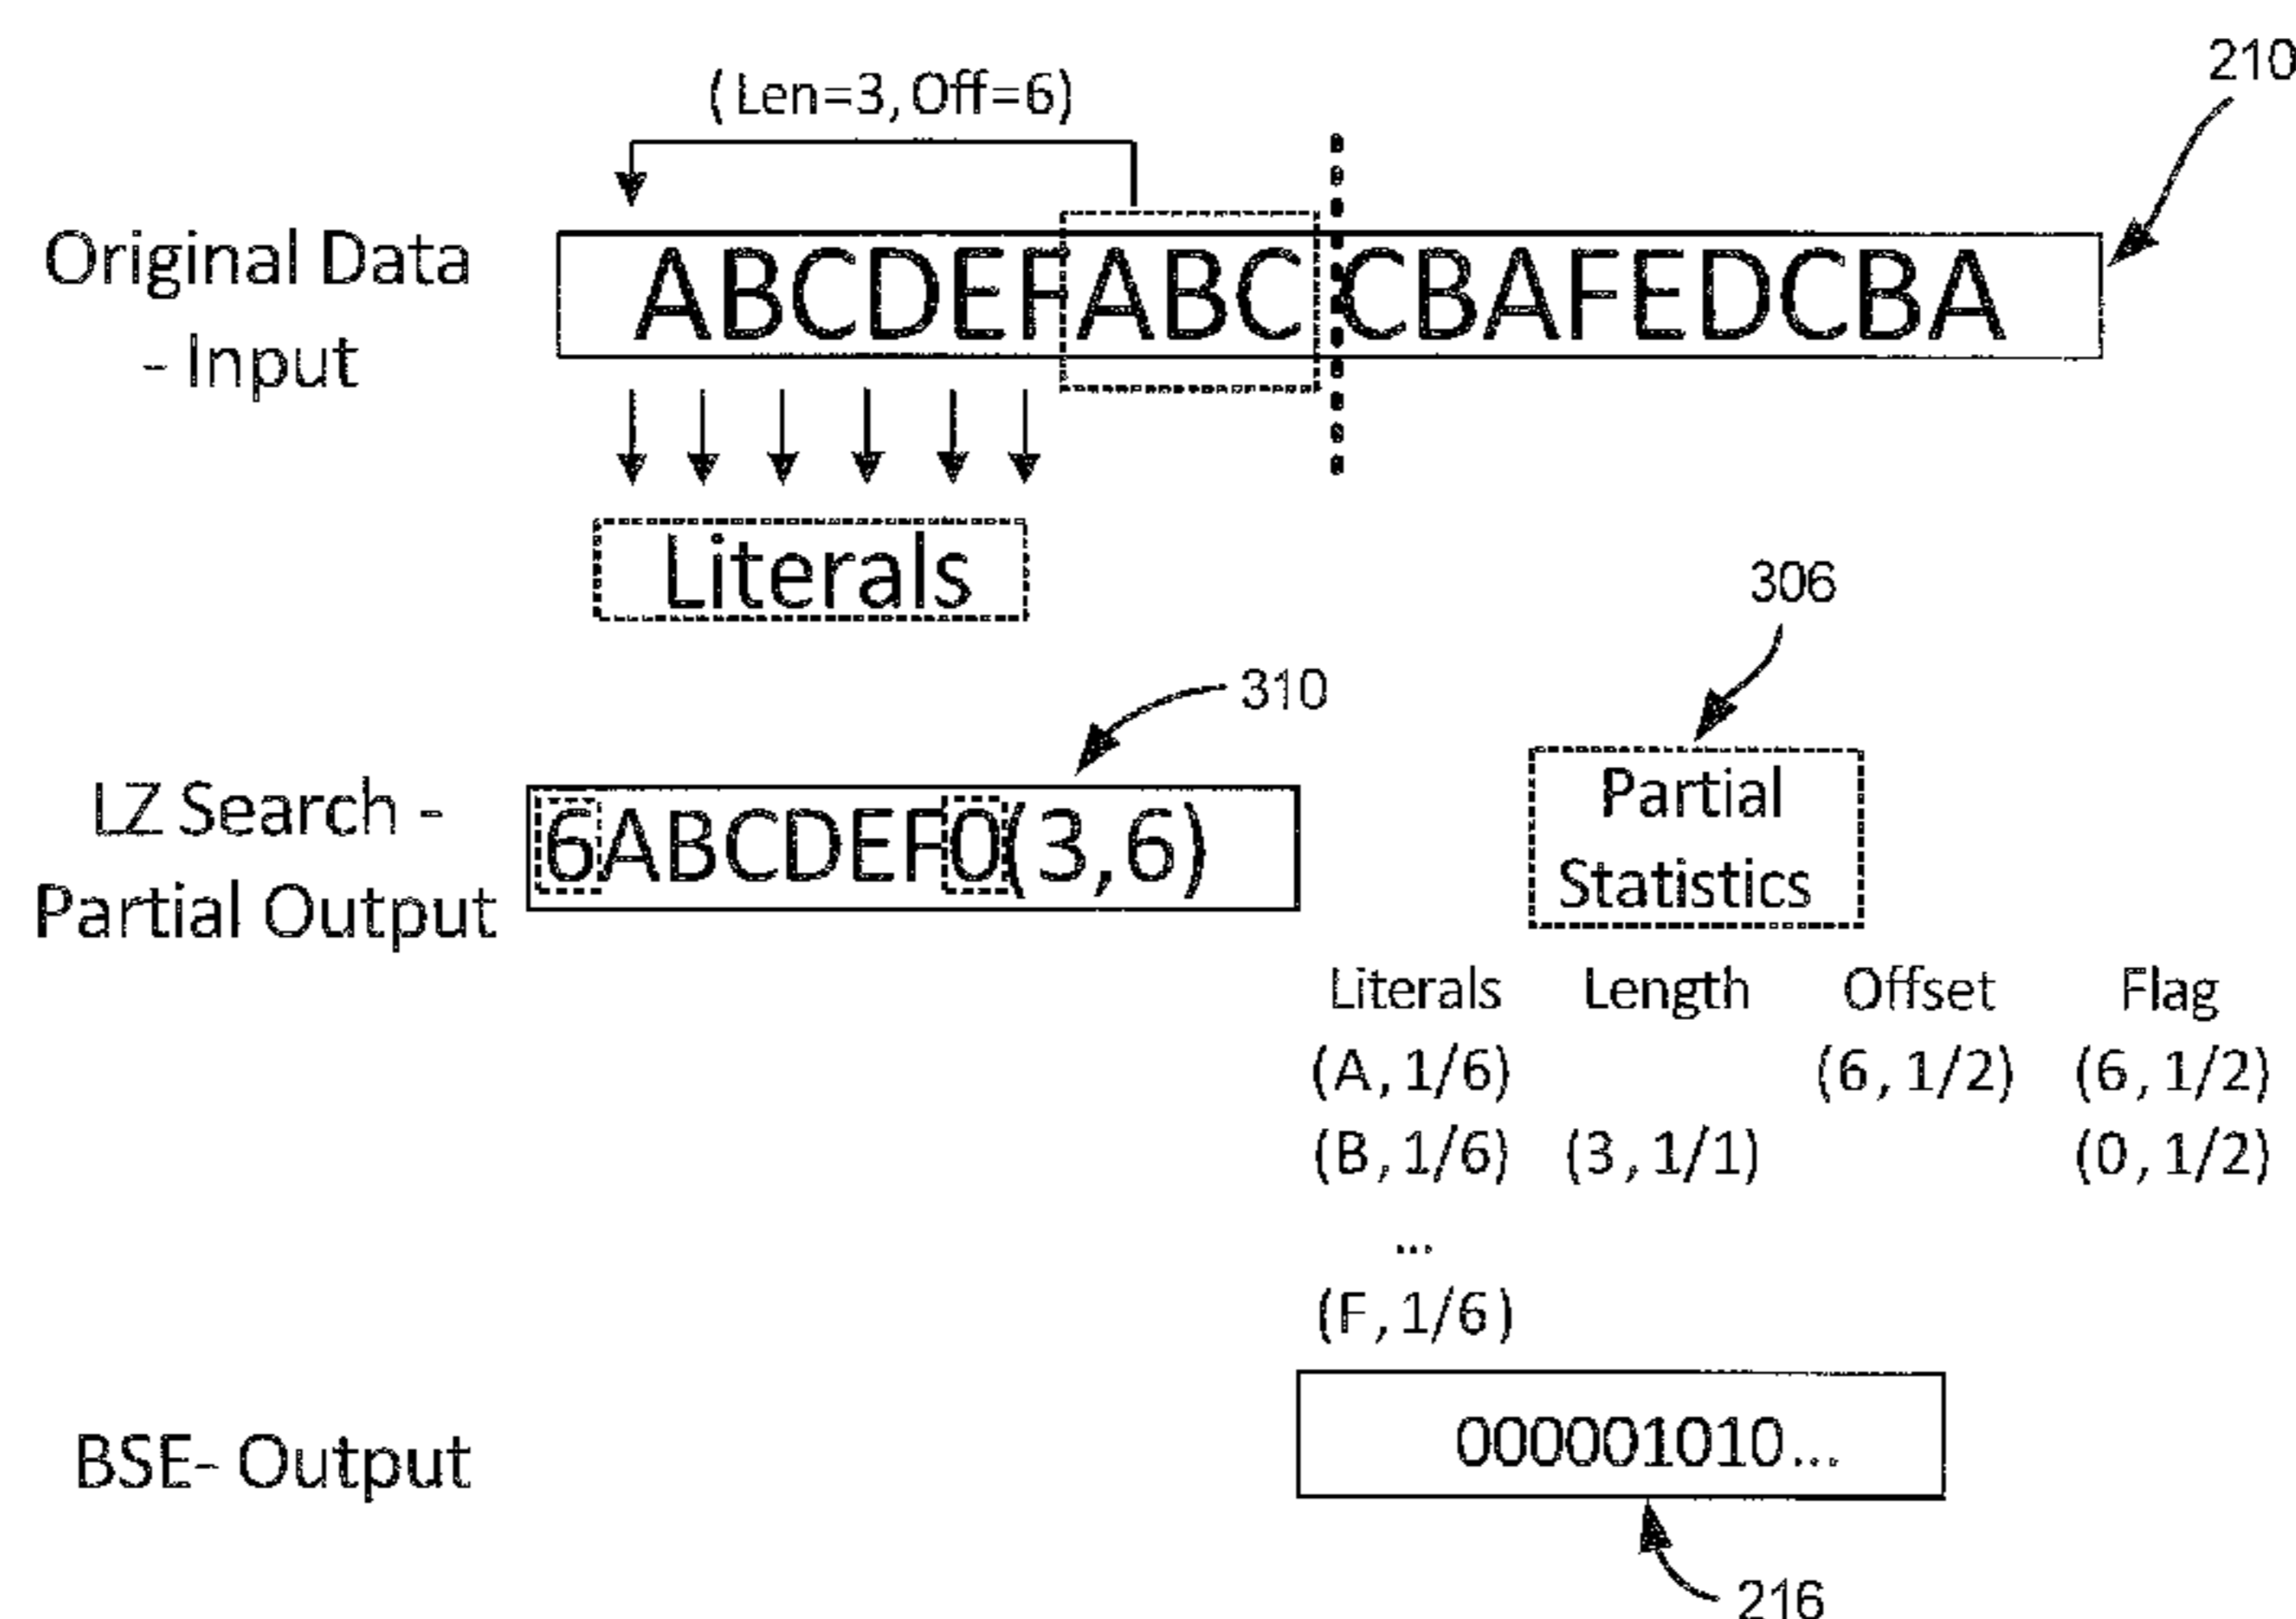 210
(Len=3, Off=6)
Original Data
- Input
ABCDEFABCCBAFEDCBA
Literals
306
310
LZ Search -
Partial Output
6ABCDEF0(3,6)
Partial
Statistics
Literals Length Offset Flag
(A, 1/6) (6, 1/2) (6, 1/2)
(B, 1/6) (3, 1/1) (0, 1/2)
...
(F, 1/6)
BSE- Output
000001010...
216